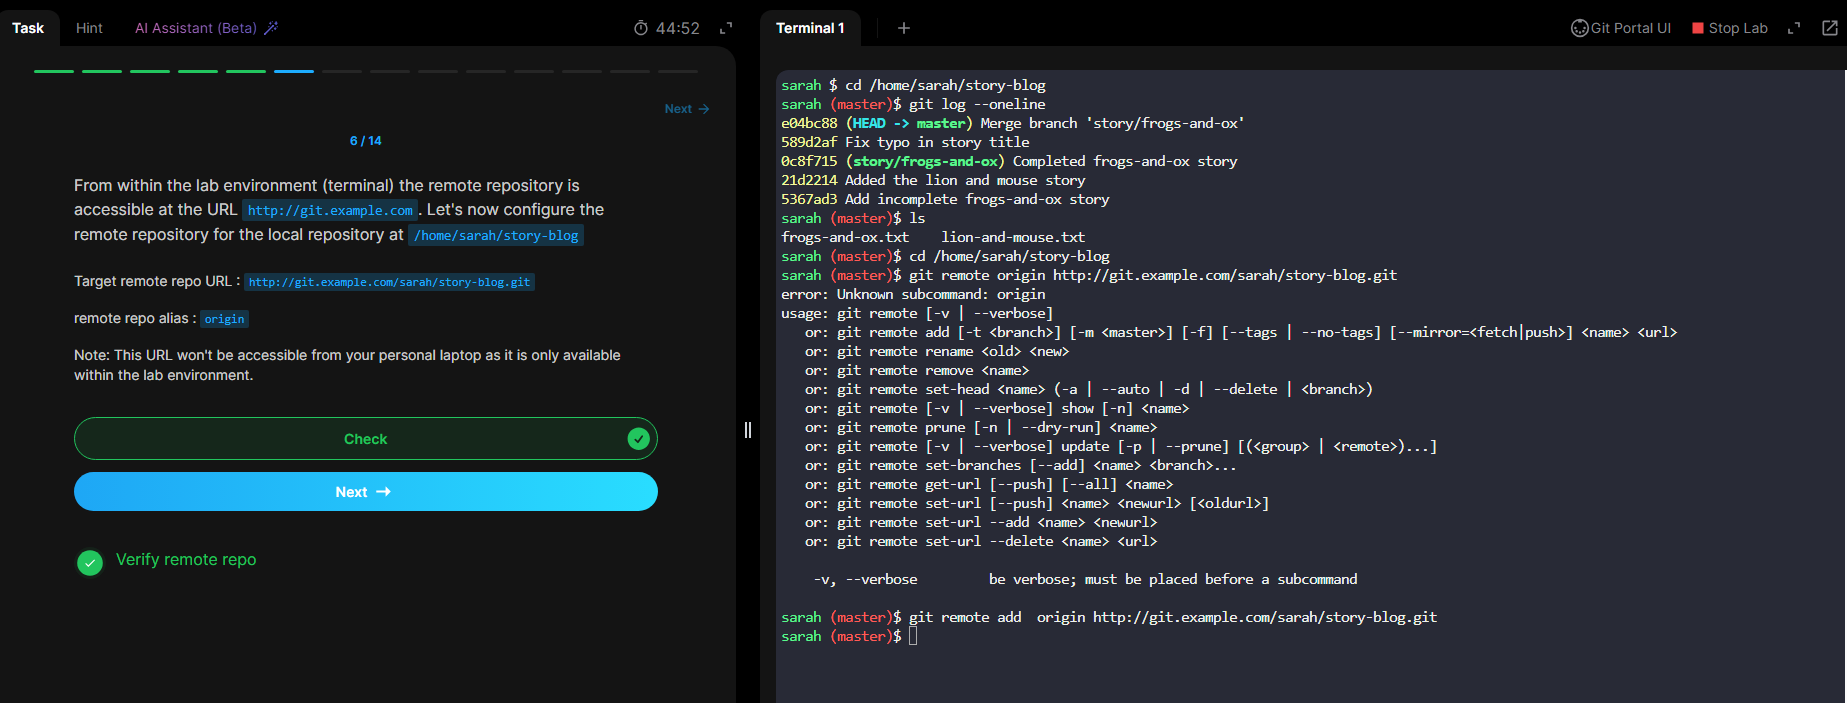 Task
Hint
AI Assistant (Beta)
44:52
Next →
6 / 14
From within the lab environment (terminal) the remote repository is
accessible at the URL http://git.example.com . Let's now configure the
remote repository for the local repository at /home/sarah/story-blog
Target remote repo URL : http://git.example.com/sarah/story-blog.git
remote repo alias : origin
Note: This URL won't be accessible from your personal laptop as it is only available
within the lab environment.
Check
Next →
Verify remote repo
Terminal 1
+
Git Portal UI
Stop Lab
sarah $ cd /home/sarah/story-blog
sarah (master)$ git log --oneline
e04bc88 (HEAD -> master) Merge branch 'story/frogs-and-ox'
589d2af Fix typo in story title
0c8f715 (story/frogs-and-ox) Completed frogs-and-ox story
21d2214 Added the lion and mouse story
5367ad3 Add incomplete frogs-and-ox story
sarah (master)$ ls
frogs-and-ox.txt    lion-and-mouse.txt
sarah (master)$ cd /home/sarah/story-blog
sarah (master)$ git remote origin http://git.example.com/sarah/story-blog.git
error: Unknown subcommand: origin
usage: git remote [-v | --verbose]
   or: git remote add [-t <branch>] [-m <master>] [-f] [--tags | --no-tags] [--mirror=<fetch|push>] <name> <url>
   or: git remote rename <old> <new>
   or: git remote remove <name>
   or: git remote set-head <name> (-a | --auto | -d | --delete | <branch>)
   or: git remote [-v | --verbose] show [-n] <name>
   or: git remote prune [-n | --dry-run] <name>
   or: git remote [-v | --verbose] update [-p | --prune] [(<group> | <remote>)...]
   or: git remote set-branches [--add] <name> <branch>...
   or: git remote get-url [--push] [--all] <name>
   or: git remote set-url [--push] <name> <newurl> [<oldurl>]
   or: git remote set-url --add <name> <newurl>
   or: git remote set-url --delete <name> <url>
    -v, --verbose         be verbose; must be placed before a subcommand
sarah (master)$ git remote add  origin http://git.example.com/sarah/story-blog.git
sarah (master)$